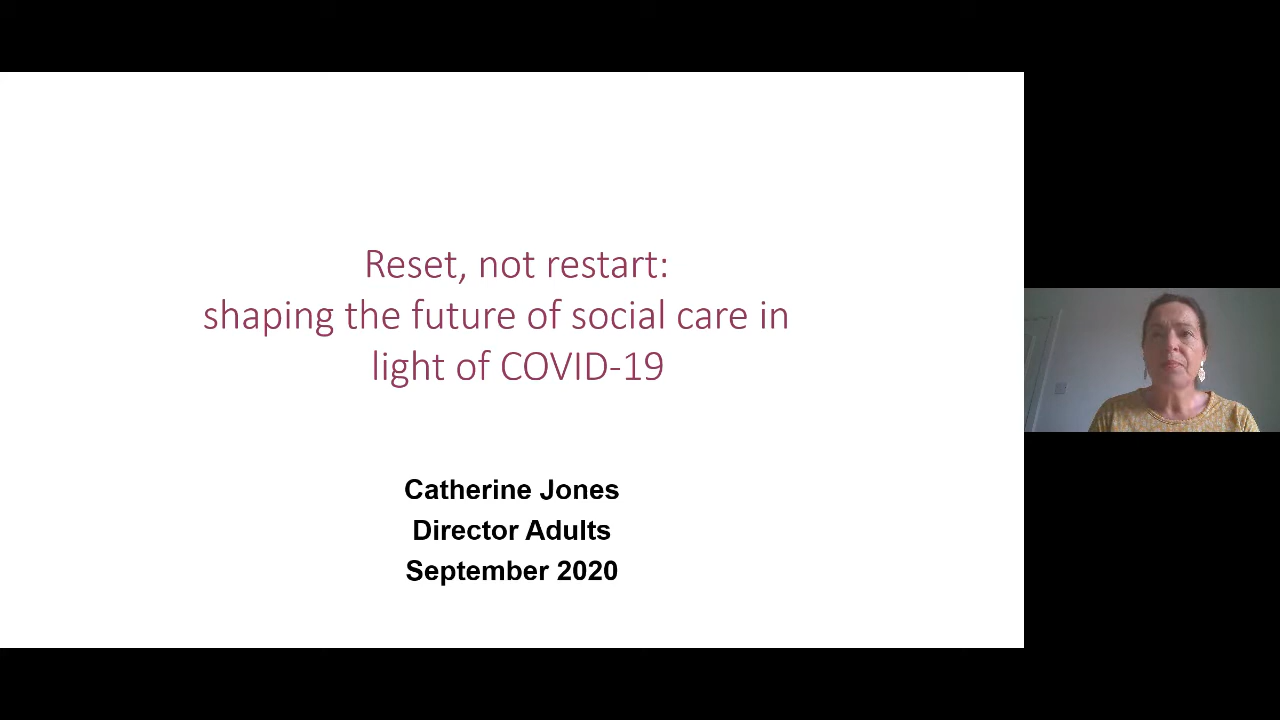 Reset, not restart:
shaping the future of social care in
light of COVID-19
Catherine Jones
Director Adults
September 2020